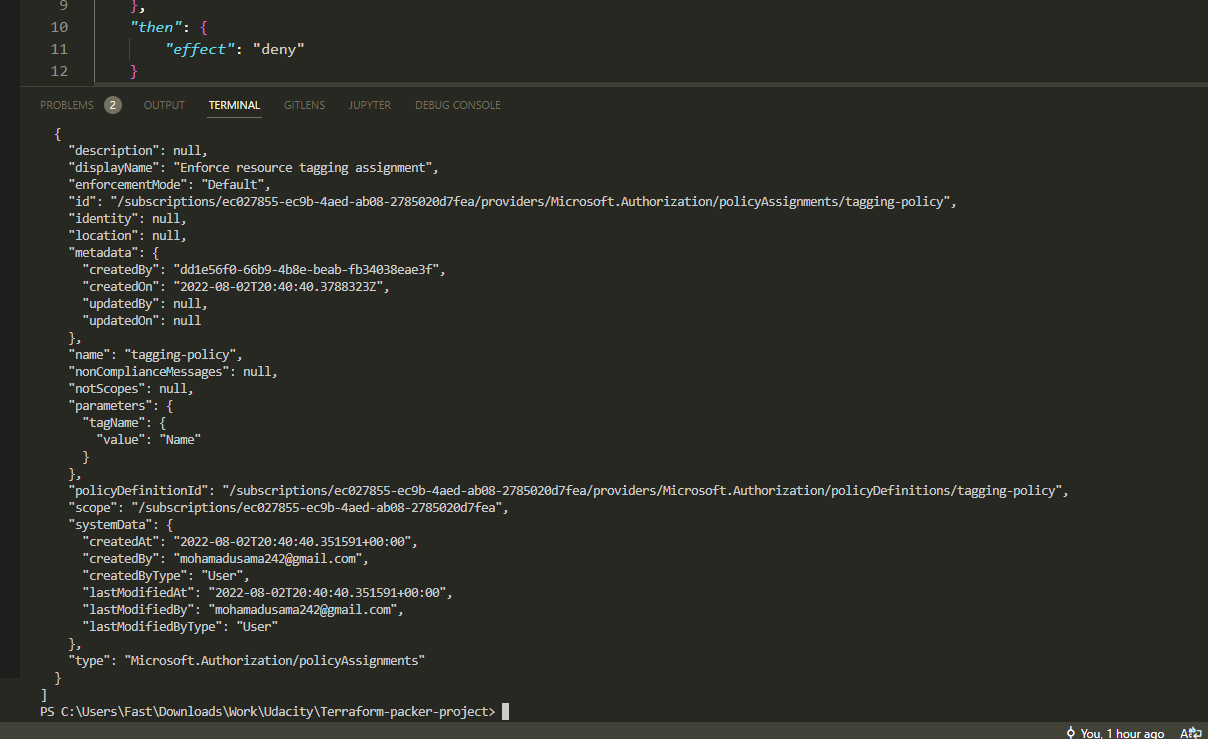 9 },
10 "then": {
11 "effect": "deny"
12 }
PROBLEMS 2 OUTPUT TERMINAL GITLENS JUPYTER DEBUG CONSOLE
{
"description": null,
"displayName": "Enforce resource tagging assignment",
"enforcementMode": "Default",
"id": "/subscriptions/ec027855-ec9b-4aed-ab08-2785020d7fea/providers/Microsoft.Authorization/policyAssignments/tagging-policy",
"identity": null,
"location": null,
"metadata": {
"createdBy": "dd1e56f0-66b9-4b8e-beab-fb34038eae3f",
"createdOn": "2022-08-02T20:40:40.3788323Z",
"updatedBy": null,
"updatedOn": null
},
"name": "tagging-policy",
"nonComplianceMessages": null,
"notScopes": null,
"parameters": {
"tagName": {
"value": "Name"
}
},
"policyDefinitionId": "/subscriptions/ec027855-ec9b-4aed-ab08-2785020d7fea/providers/Microsoft.Authorization/policyDefinitions/tagging-policy",
"scope": "/subscriptions/ec027855-ec9b-4aed-ab08-2785020d7fea",
"systemData": {
"createdAt": "2022-08-02T20:40:40.351591+00:00",
"createdBy": "mohamadusama242@gmail.com",
"createdByType": "User",
"lastModifiedAt": "2022-08-02T20:40:40.351591+00:00",
"lastModifiedBy": "mohamadusama242@gmail.com",
"lastModifiedByType": "User"
},
"type": "Microsoft.Authorization/policyAssignments"
}
]
PS C:\Users\Fast\Downloads\Work\Udacity\Terraform-packer-project>
You, 1 hour ago